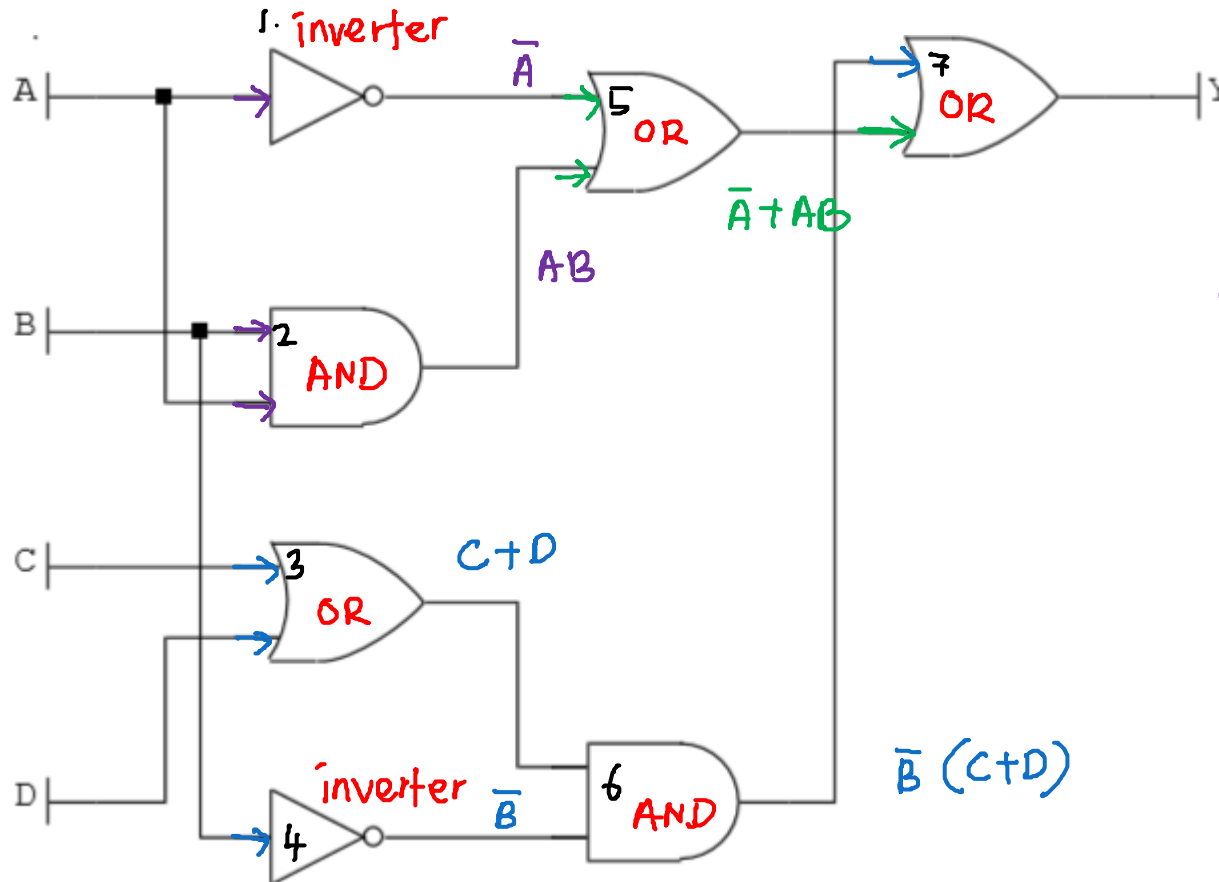 1. inverter
A
A̅
5
OR
7
OR
Y
A̅+AB
AB
B
2
AND
C
3
OR
C+D
D
inverter
4
B̅
6
AND
B̅ (C+D)